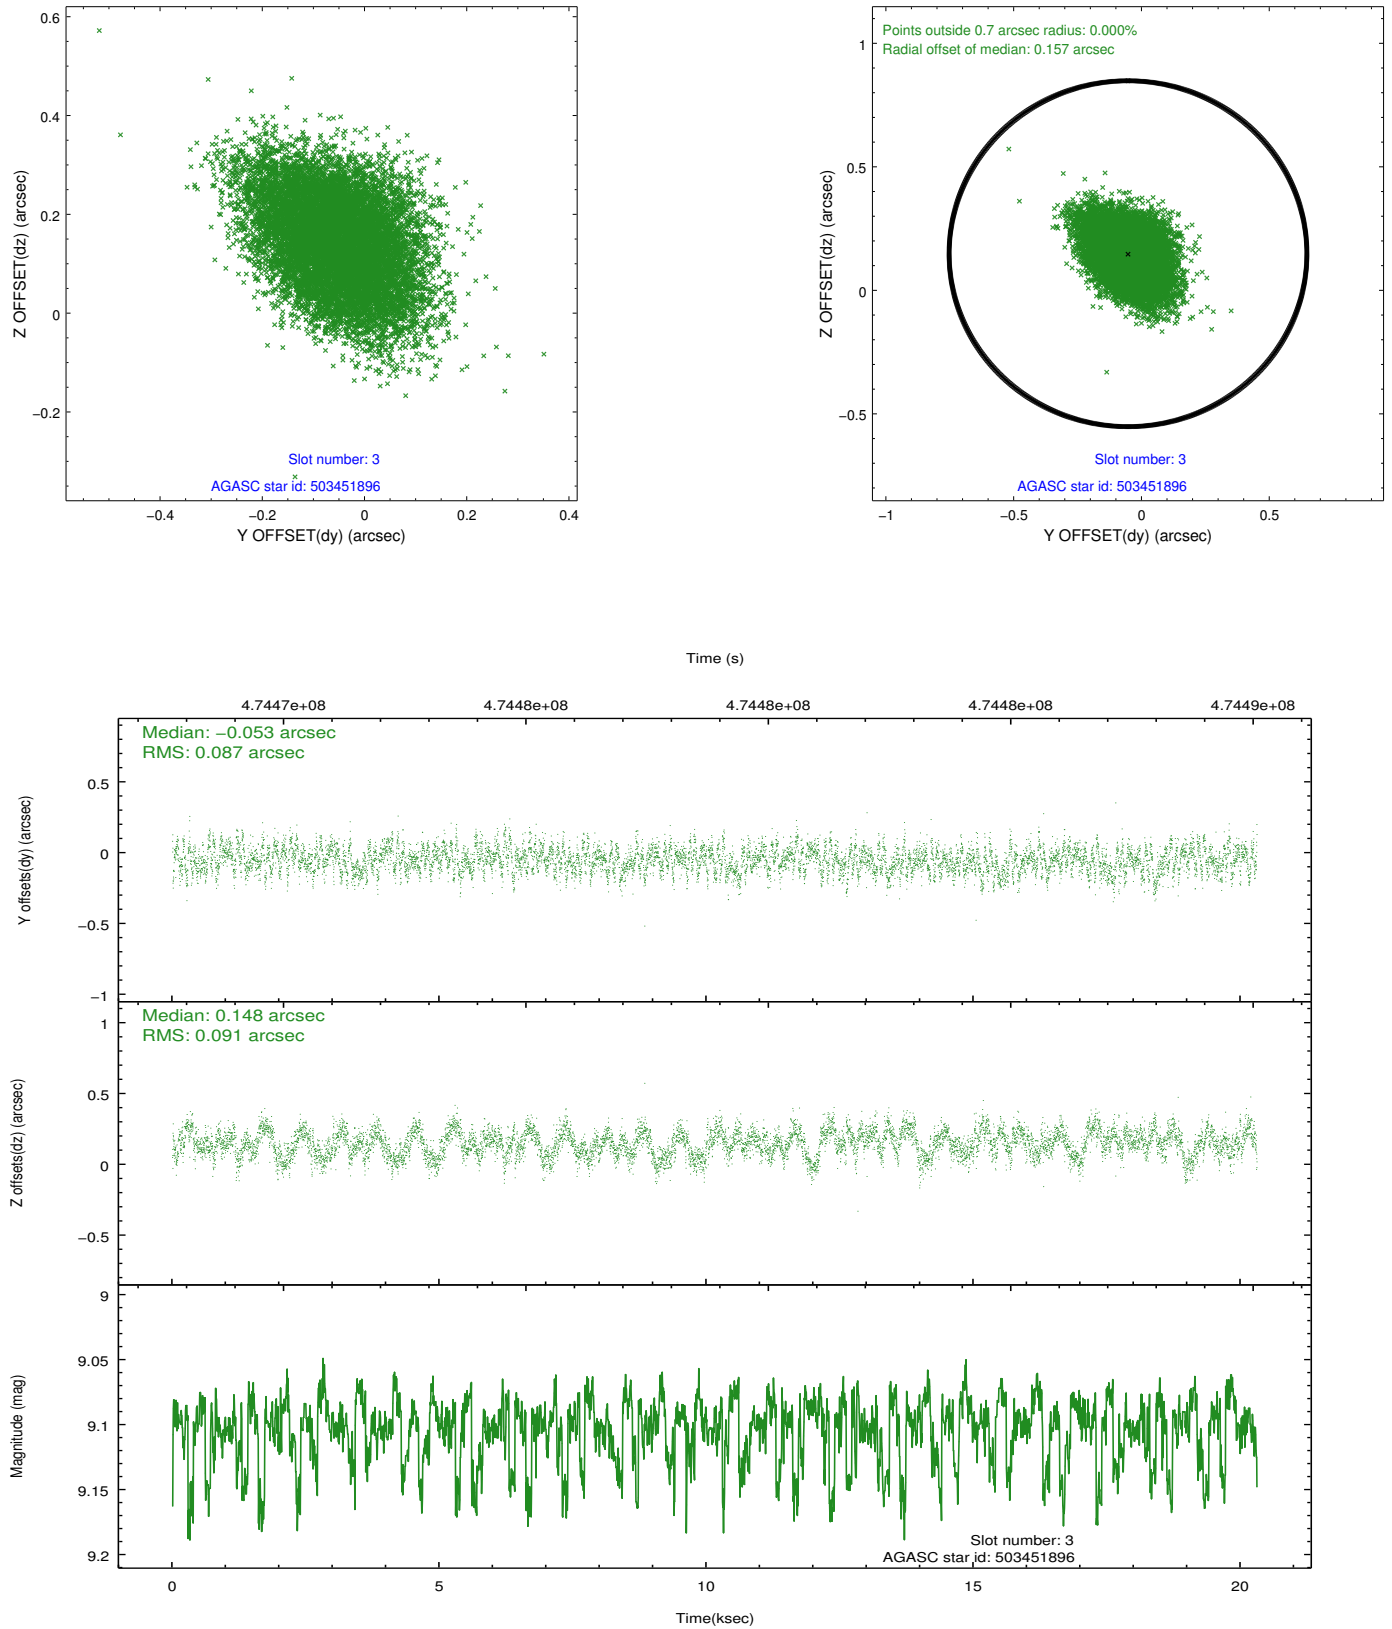 0.6
0.4
0.2
0
−0.2
Z OFFSET(dz) (arcsec)
Slot number: 3
AGASC star id: 503451896
−0.4
−0.2
0
0.2
0.4
Y OFFSET(dy) (arcsec)
Points outside 0.7 arcsec radius: 0.000%
Radial offset of median: 0.157 arcsec
1
0.5
0
−0.5
Z OFFSET(dz) (arcsec)
Slot number: 3
AGASC star id: 503451896
−1
−0.5
0
0.5
Y OFFSET(dy) (arcsec)
Time (s)
4.7447e+08
4.7448e+08
4.7448e+08
4.7448e+08
4.7449e+08
Median: −0.053 arcsec
RMS: 0.087 arcsec
0.5
0
−0.5
−1
Y offsets(dy) (arcsec)
Median: 0.148 arcsec
RMS: 0.091 arcsec
1
0.5
0
−0.5
Z offsets(dz) (arcsec)
9
9.05
9.1
9.15
9.2
Magnitude (mag)
Slot number: 3
AGASC star id: 503451896
0
5
10
15
20
Time(ksec)